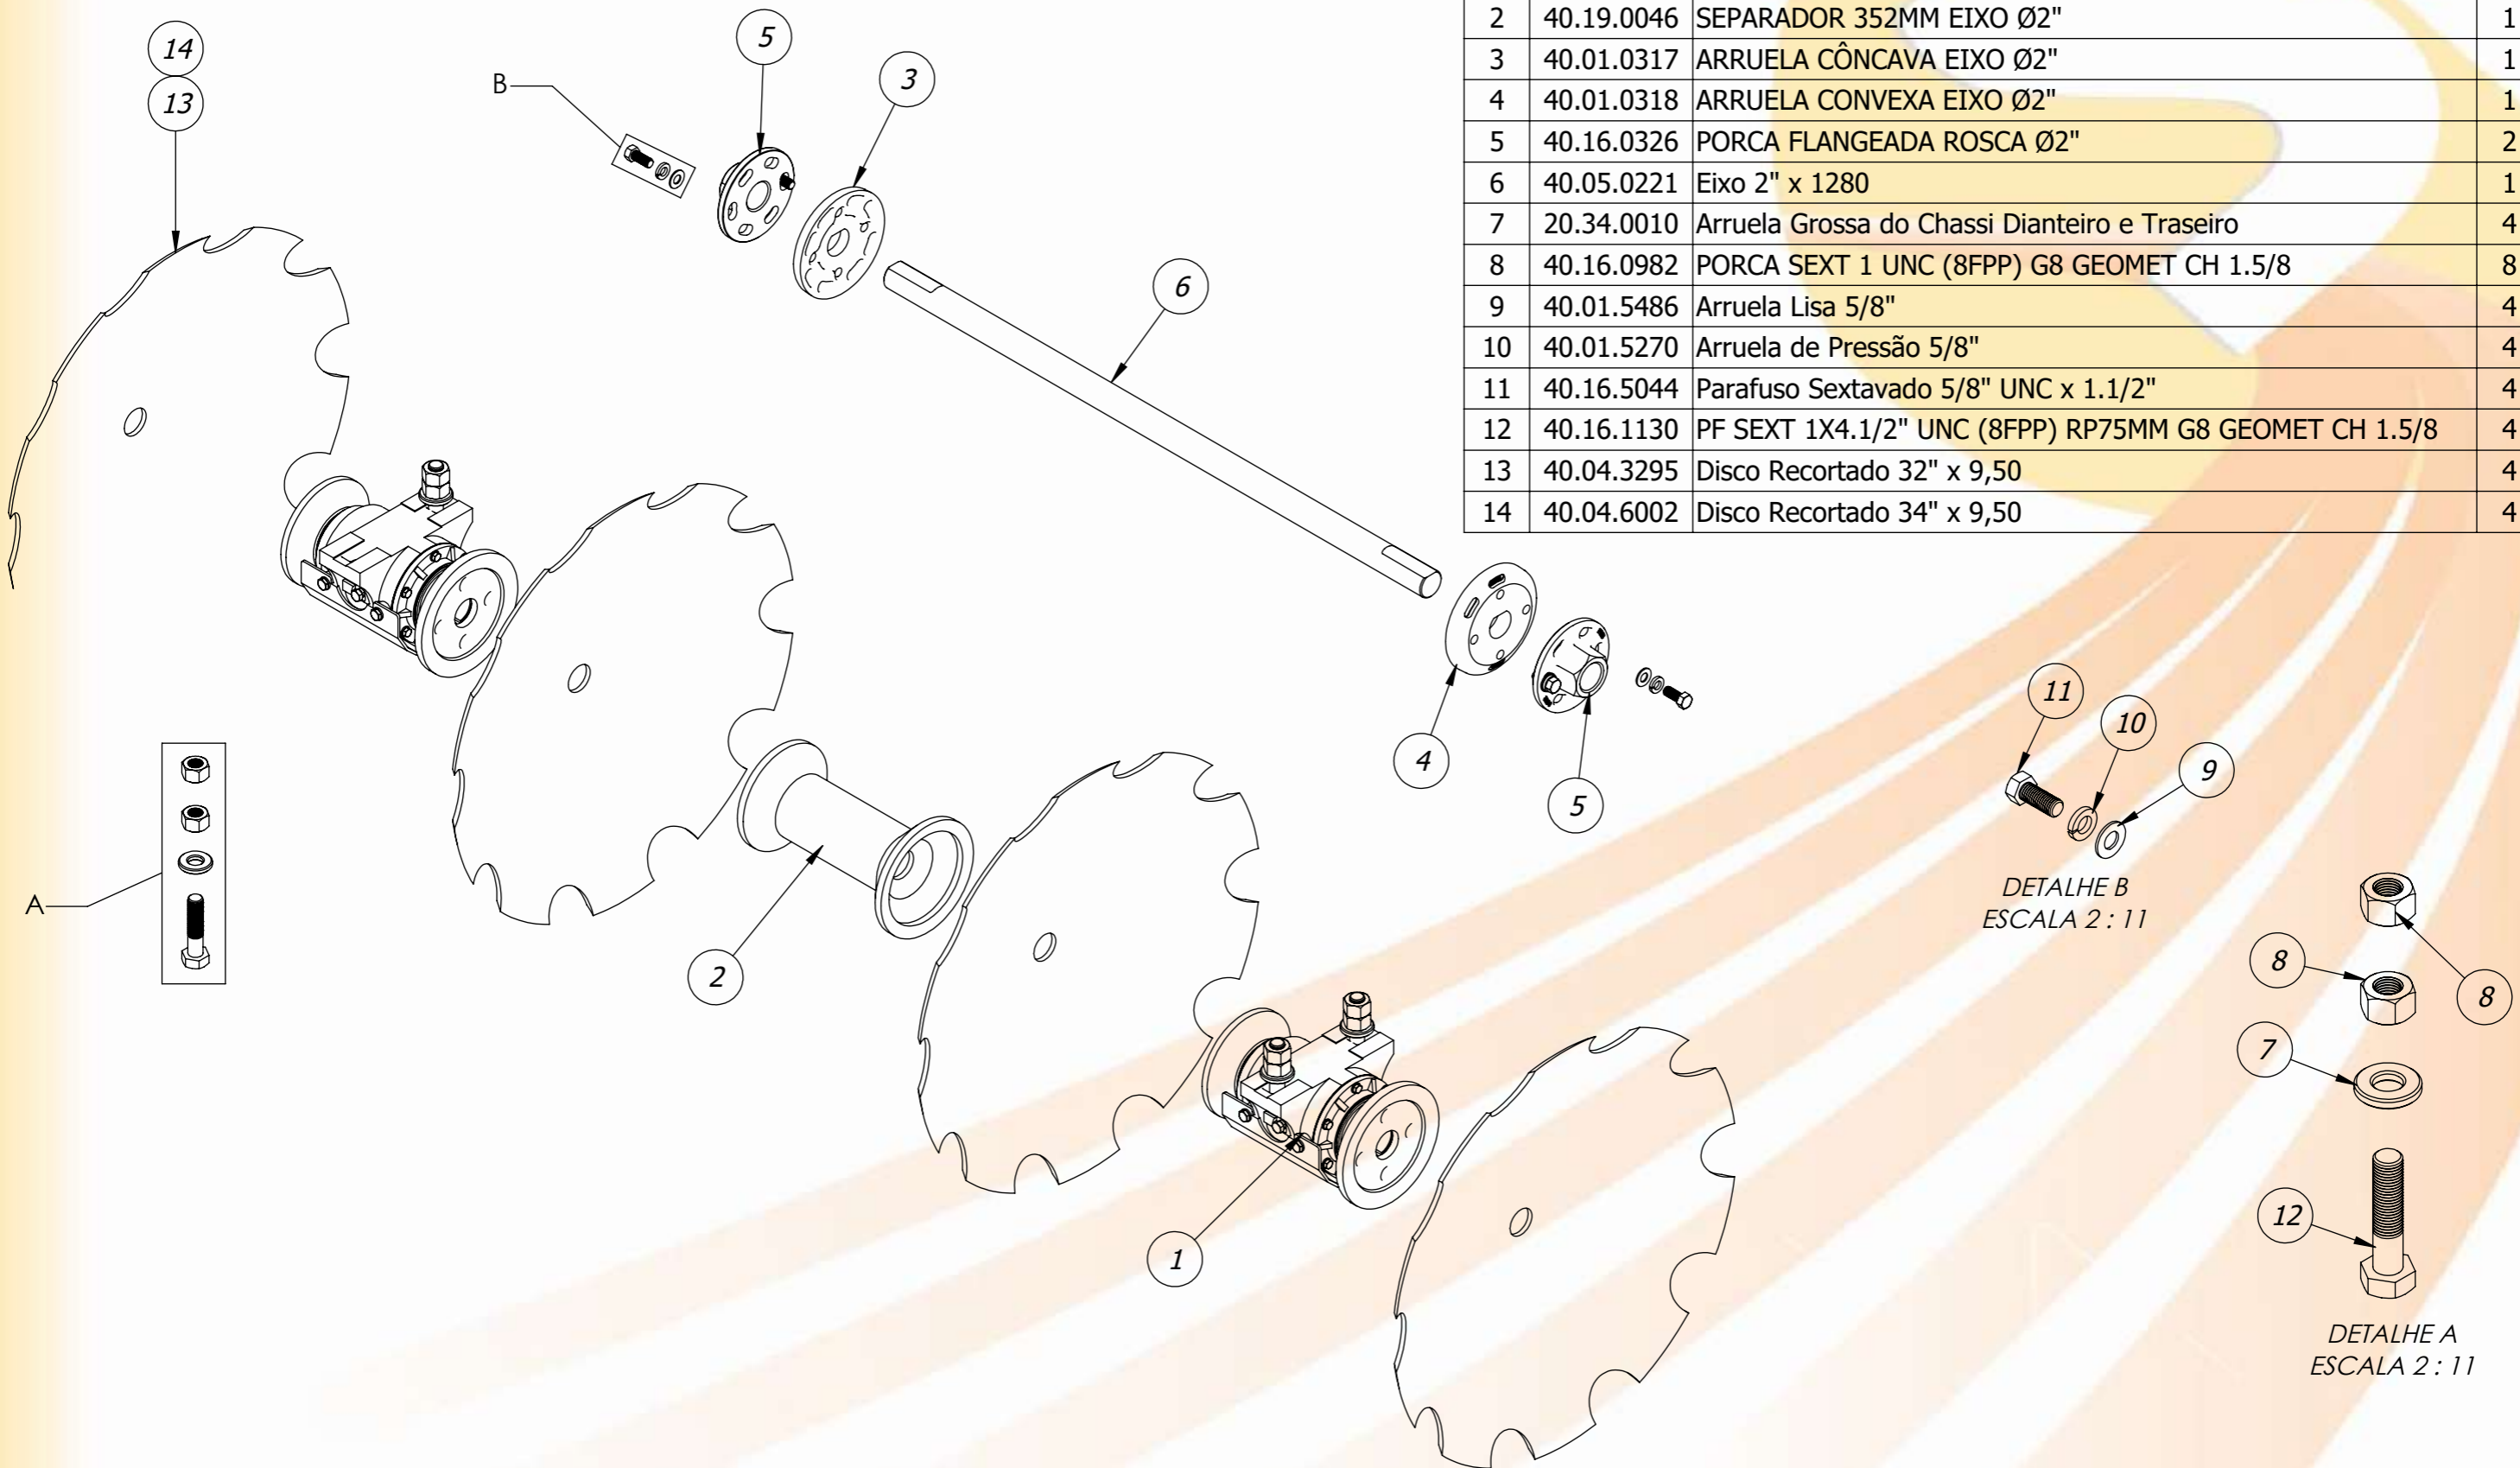 2 40.19.0046 SEPARADOR 352MM EIXO Ø2" 1
3 40.01.0317 ARRUELA CÔNCAVA EIXO Ø2" 1
4 40.01.0318 ARRUELA CONVEXA EIXO Ø2" 1
5 40.16.0326 PORCA FLANGEADA ROSCA Ø2" 2
6 40.05.0221 Eixo 2" x 1280 1
7 20.34.0010 Arruela Grossa do Chassi Dianteiro e Traseiro 4
8 40.16.0982 PORCA SEXT 1 UNC (8FPP) G8 GEOMET CH 1.5/8 8
9 40.01.5486 Arruela Lisa 5/8" 4
10 40.01.5270 Arruela de Pressão 5/8" 4
11 40.16.5044 Parafuso Sextavado 5/8" UNC x 1.1/2" 4
12 40.16.1130 PF SEXT 1X4.1/2" UNC (8FPP) RP75MM G8 GEOMET CH 1.5/8 4
13 40.04.3295 Disco Recortado 32" x 9,50 4
14 40.04.6002 Disco Recortado 34" x 9,50 4
14
13
5
B
3
6
4
5
A
2
1
11
10
9
DETALHE B
ESCALA 2 : 11
8
8
7
12
DETALHE A
ESCALA 2 : 11